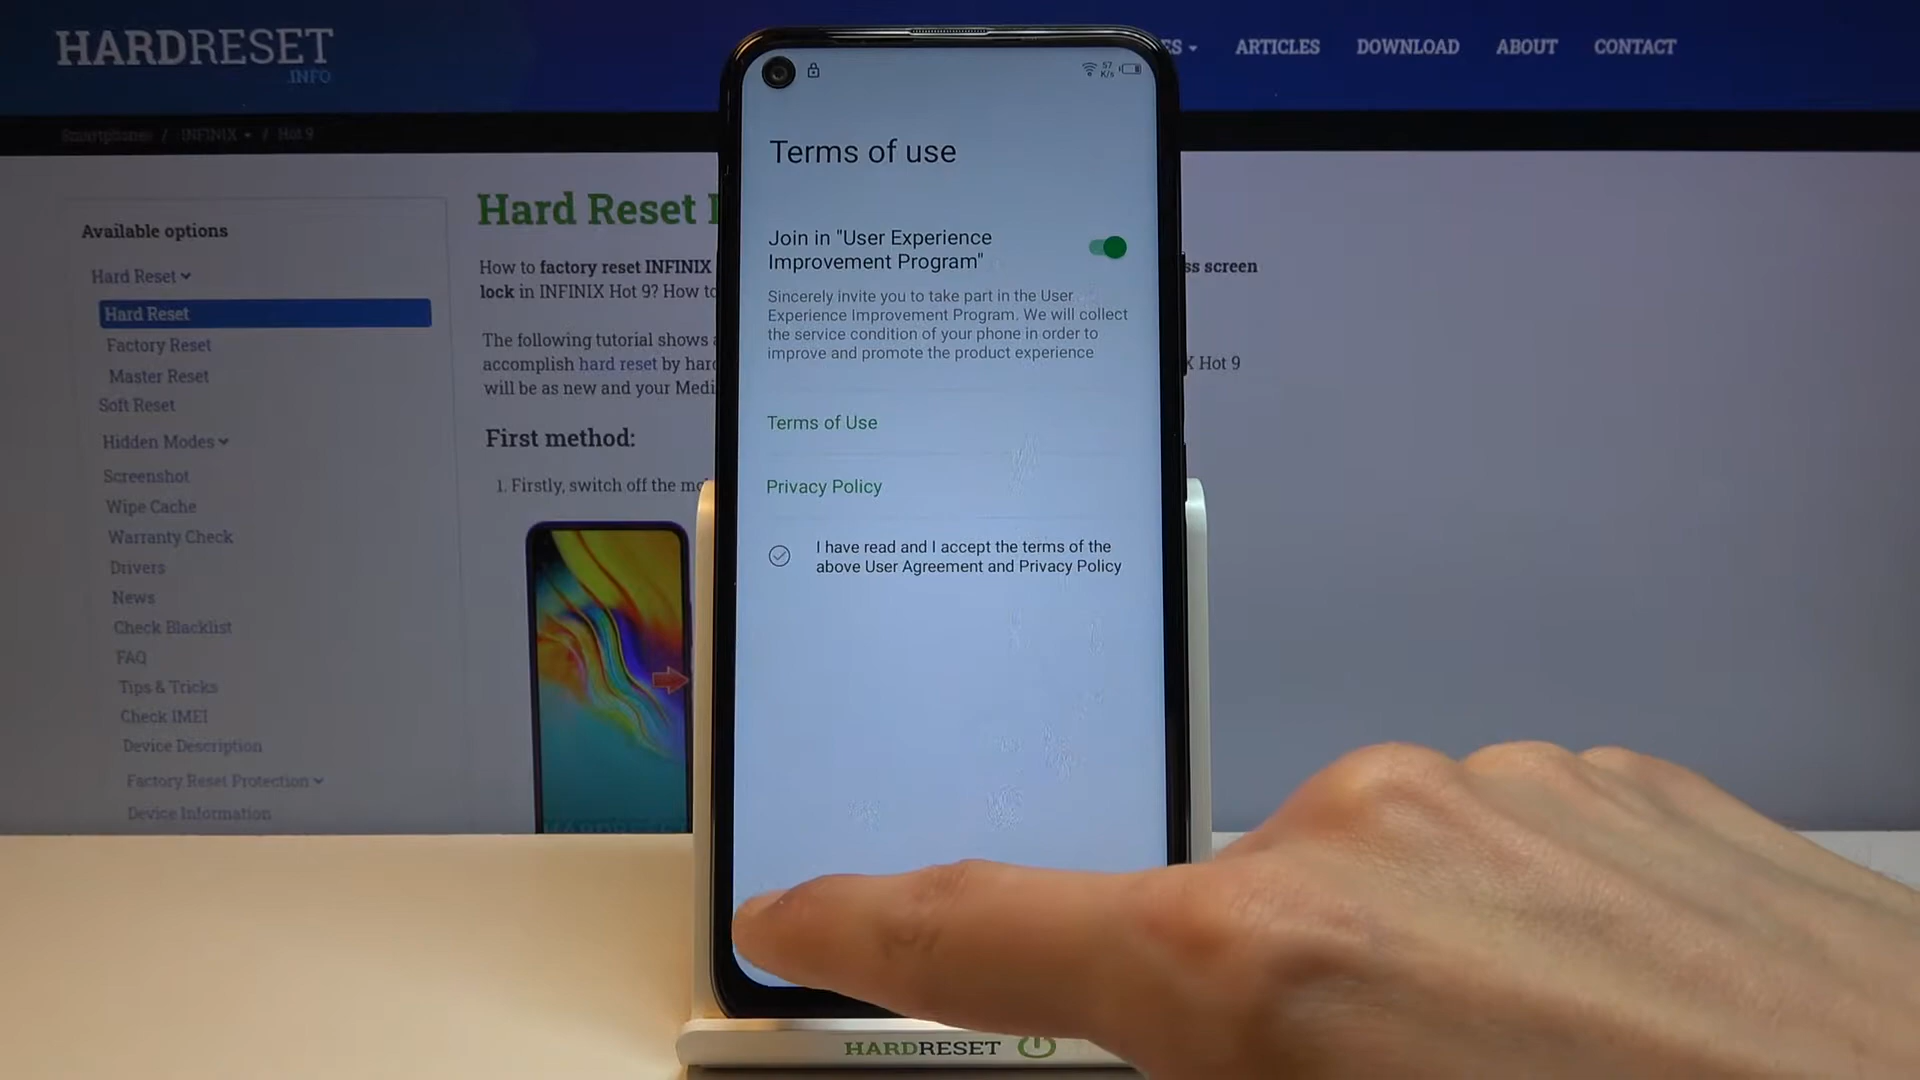 HARDRESET
.INFO
ES
ARTICLES
DOWNLOAD
ABOUT
CONTACT
Smartphones / INFINIX / Hot 9
Available options
Hard Reset
Hard Reset
Factory Reset
Master Reset
Soft Reset
Hidden Modes
Screenshot
Wipe Cache
Warranty Check
Drivers
News
Check Blacklist
FAQ
Tips & Tricks
Check IMEI
Device Description
Factory Reset Protection
Device Information
Hard Reset
How to factory reset INFINIX
ss screen
lock in INFINIX Hot 9? How to
The following tutorial shows
accomplish hard reset by hard
X Hot 9
will be as new and your Medi
First method:
1. Firstly, switch off the mo
57
K/s
Terms of use
Join in "User Experience
Improvement Program"
Sincerely invite you to take part in the User
Experience Improvement Program. We will collect
the service condition of your phone in order to
improve and promote the product experience
Terms of Use
Privacy Policy
I have read and I accept the terms of the
above User Agreement and Privacy Policy
HARDRESET